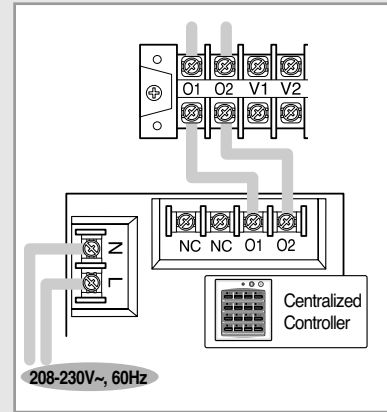 O1 O2 V1 V2
NC NC O1 O2
N
L
Centralized
Controller
208-230V~, 60Hz